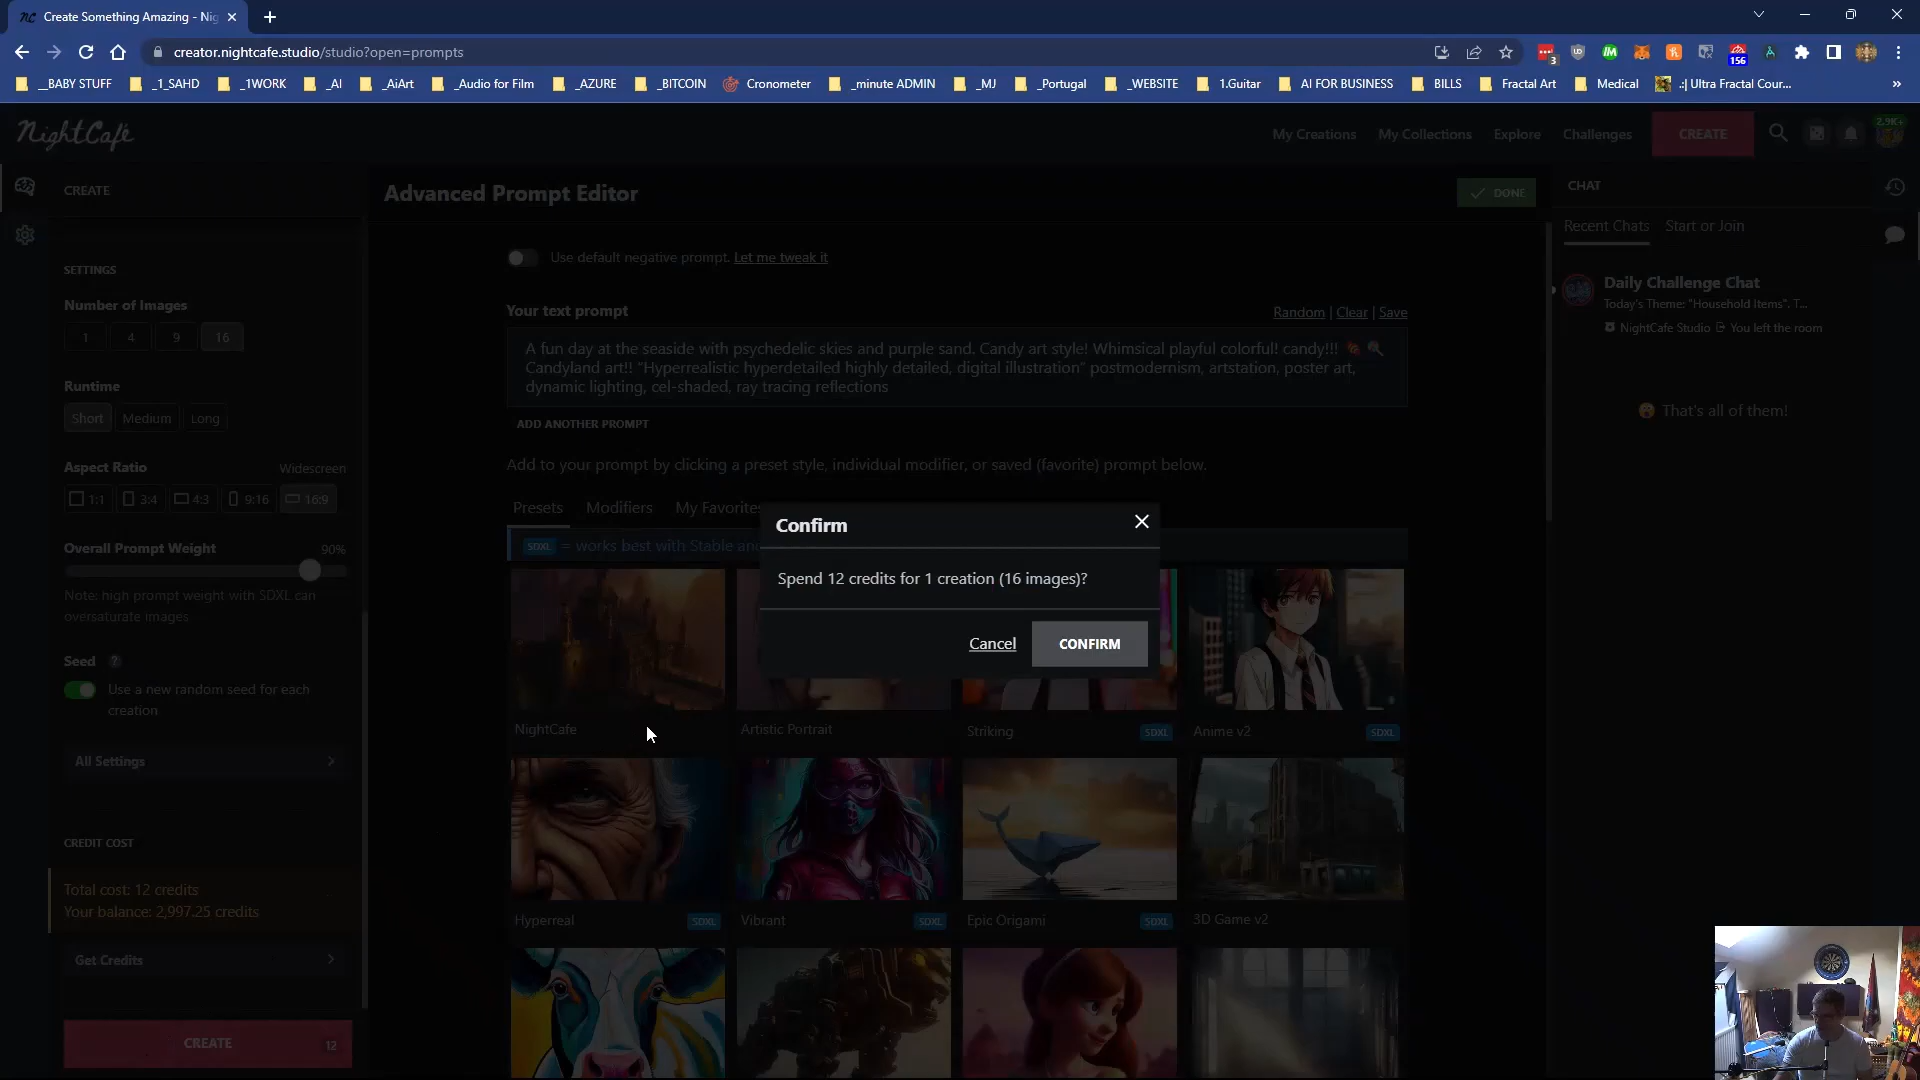 Create Something Amazing - Nig
creator.nightcafe.studio/studio?open=prompts
3
156
__BABY STUFF
_1_SAHD
_1WORK
_AI
_AiArt
_Audio for Film
_AZURE
_BITCOIN
Cronometer
_minute ADMIN
_MJ
_Portugal
_WEBSITE
1.Guitar
AI FOR BUSINESS
BILLS
Fractal Art
Medical
.:| Ultra Fractal Cour...
»
NightCafé
My Creations
My Collections
Explore
Challenges
CREATE
2.9K+
CREATE
Advanced Prompt Editor
DONE
CHAT
Recent Chats
Start or Join
SETTINGS
Number of Images
1
4
9
16
Runtime
Short
Medium
Long
Aspect Ratio
Widescreen
1:1
3:4
4:3
9:16
16:9
Overall Prompt Weight
90%
Note: high prompt weight with SDXL can
oversaturate images
Seed
?
Use a new random seed for each
creation
All Settings
CREDIT COST
Total cost: 12 credits
Your balance: 2,997.25 credits
Get Credits
CREATE
12
Use default negative prompt. Let me tweak it
Your text prompt
Random | Clear | Save
A fun day at the seaside with psychedelic skies and purple sand. Candy art style! Whimsical playful colorful! candy!!! 🍬 🍭
Candyland art!! "Hyperrealistic hyperdetailed highly detailed, digital illustration" postmodernism, artstation, poster art,
dynamic lighting, cel-shaded, ray tracing reflections
ADD ANOTHER PROMPT
Add to your prompt by clicking a preset style, individual modifier, or saved (favorite) prompt below.
Presets
Modifiers
My Favorites
SDXL = works best with Stable and
Confirm
Spend 12 credits for 1 creation (16 images)?
Cancel
CONFIRM
NightCafe
Artistic Portrait
Striking
SDXL
Anime v2
SDXL
Hyperreal
SDXL
Vibrant
SDXL
Epic Origami
SDXL
3D Game v2
Daily Challenge Chat
Today's Theme: "Household Items". T...
NightCafe Studio
You left the room
That's all of them!